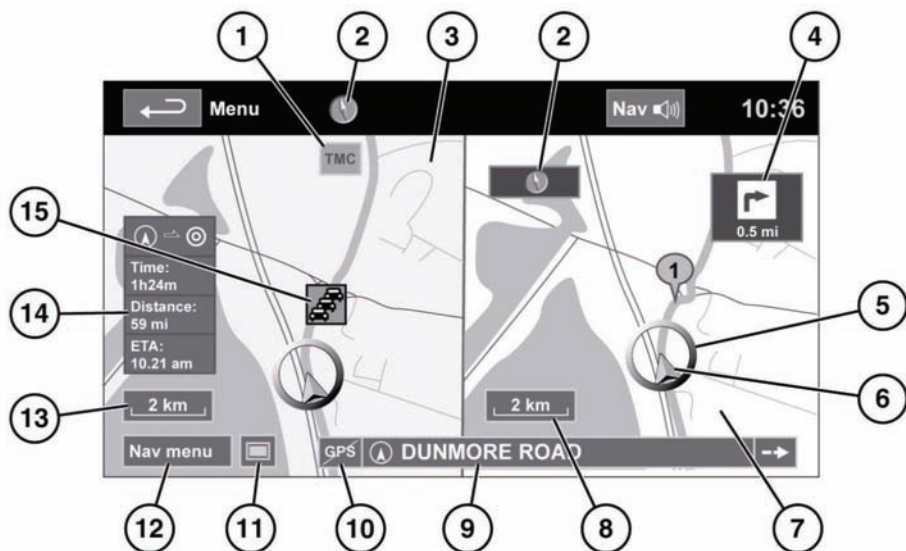 1
2
3
2
4
Menu
Nav
10:36
TMC
0.5 mi
15
1
Time:
1h24m
14
Distance:
59 mi
5
ETA:
10.21 am
6
13
2 km
2 km
Nav menu
GPS
DUNMORE ROAD
12
11
10
9
8
7